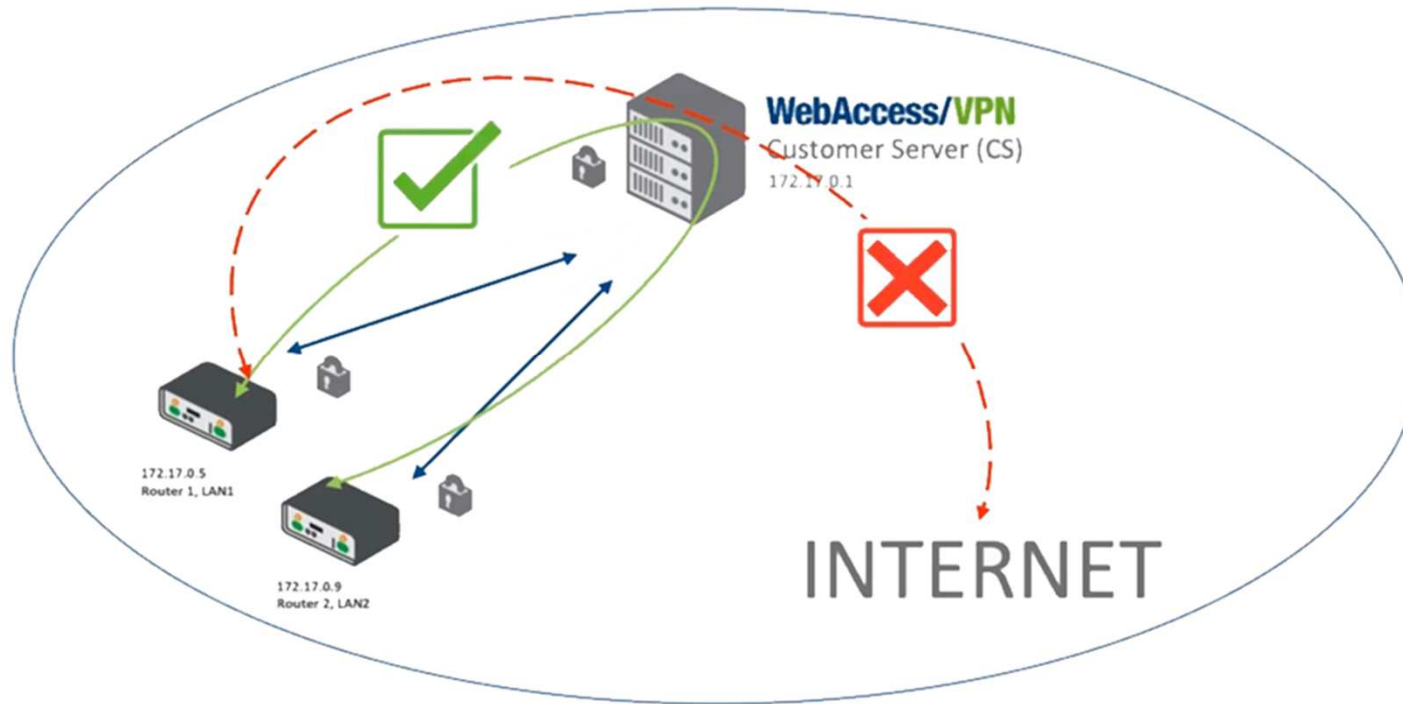 WebAccess/VPN
Customer Server (CS)
172.17.0.1
172.17.0.5
Router 1, LAN1
172.17.0.9
Router 2, LAN2
INTERNET